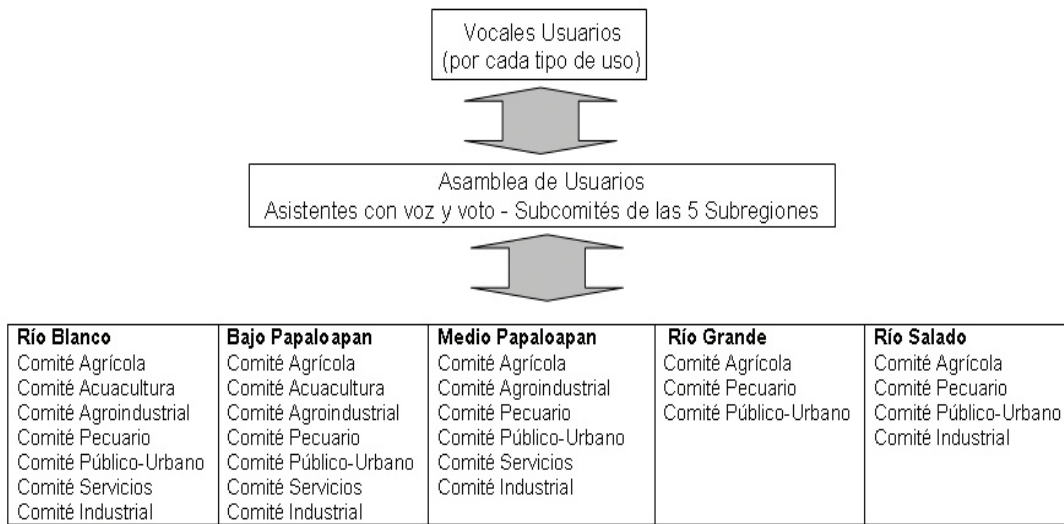 Vocales Usuarios
(por cada tipo de uso)
Asamblea de Usuarios
Asistentes con voz y voto - Subcomités de las 5 Subregiones
Río Blanco
Comité Agrícola
Comité Acuacultura
Comité Agroindustrial
Comité Pecuario
Comité Público-Urbano
Comité Servicios
Comité Industrial
Bajo Papaloapan
Comité Agrícola
Comité Acuacultura
Comité Agroindustrial
Comité Pecuario
Comité Público-Urbano
Comité Servicios
Comité Industrial
Medio Papaloapan
Comité Agrícola
Comité Agroindustrial
Comité Pecuario
Comité Público-Urbano
Comité Servicios
Comité Industrial
Río Grande
Comité Agrícola
Comité Pecuario
Comité Público-Urbano
Río Salado
Comité Agrícola
Comité Pecuario
Comité Público-Urbano
Comité Industrial